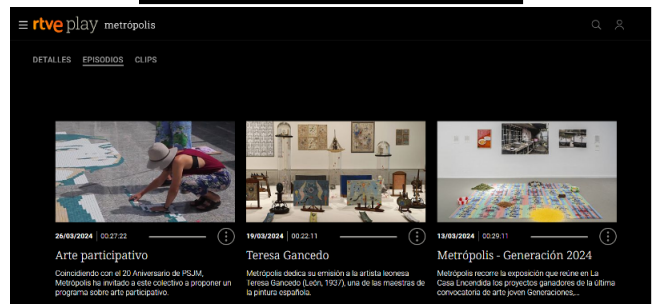 rtve play metrópolis
DETALLES EPISODIOS CLIPS
26/03/2024 00:27:22
Arte participativo
Coincidiendo con el 20 Aniversario de PSJM,
Metrópolis ha invitado a este colectivo a proponer un
programa sobre arte participativo.
19/03/2024 00:22:11
Teresa Gancedo
Metrópolis dedica su emisión a la artista leonesa
Teresa Gancedo (León, 1937), una de las maestras de
la pintura española.
13/03/2024 00:29:11
Metrópolis - Generación 2024
Metrópolis recorre la exposición que reúne en La
Casa Encendida los proyectos ganadores de la última
convocatoria de arte joven Generaciones,...